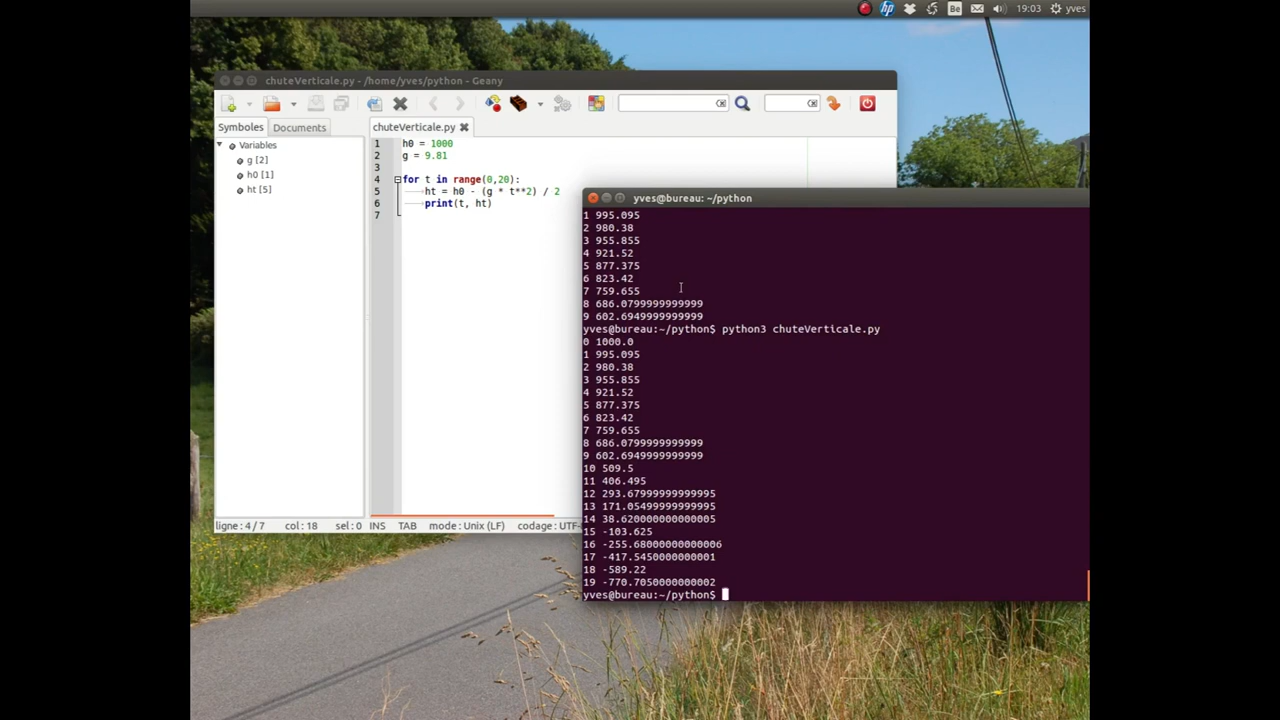 Be
19:03
yves
chuteVerticale.py - /home/yves/python - Geany
Symboles
Documents
chuteVerticale.py
Variables
g [2]
h0 [1]
ht [5]
1 h0 = 1000
2 g = 9.81
3
4 for t in range(0,20):
5 ht = h0 - (g * t**2) / 2
6 print(t, ht)
7
ligne : 4 / 7 col : 18 sel : 0 INS TAB mode : Unix (LF) codage : UTF-
yves@bureau: ~/python
1 995.095
2 980.38
3 955.855
4 921.52
5 877.375
6 823.42
7 759.655
8 686.0799999999999
9 602.6949999999999
yves@bureau:~/python$ python3 chuteVerticale.py
0 1000.0
1 995.095
2 980.38
3 955.855
4 921.52
5 877.375
6 823.42
7 759.655
8 686.0799999999999
9 602.6949999999999
10 509.5
11 406.495
12 293.67999999999995
13 171.05499999999995
14 38.620000000000005
15 -103.625
16 -255.68000000000006
17 -417.5450000000001
18 -589.22
19 -770.7050000000002
yves@bureau:~/python$